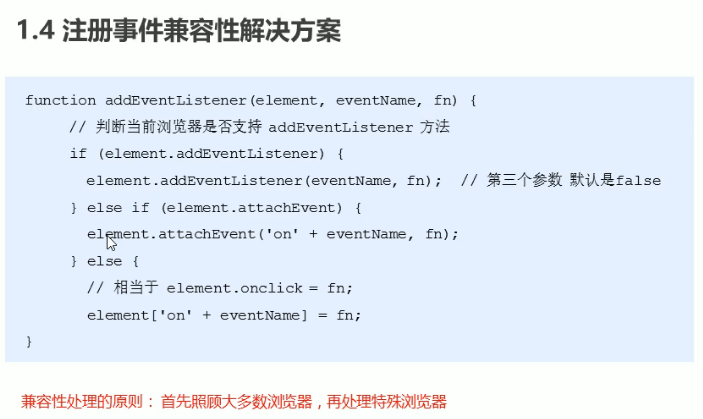 1.4 注册事件兼容性解决方案
function addEventListener(element, eventName, fn) {
// 判断当前浏览器是否支持 addEventListener 方法
if (element.addEventListener) {
element.addEventListener(eventName, fn); // 第三个参数 默认是false
} else if (element.attachEvent) {
element.attachEvent('on' + eventName, fn);
} else {
// 相当于 element.onclick = fn;
element['on' + eventName] = fn;
}
兼容性处理的原则： 首先照顾大多数浏览器，再处理特殊浏览器